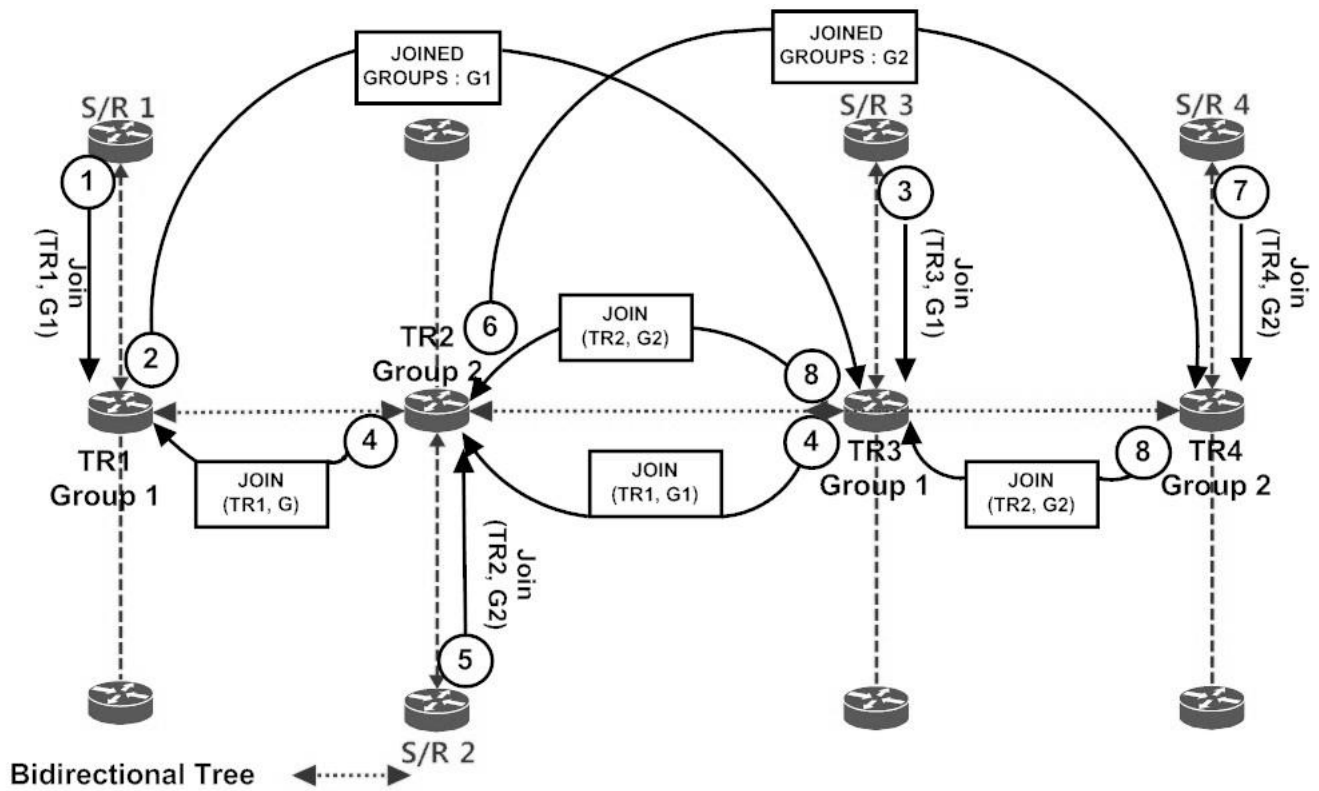 JOINED
GROUPS : G1
JOINED
GROUPS : G2
S/R 1
S/R 3
S/R 4
1
3
7
Join
(TR1, G1)
Join
(TR3, G1)
Join
(TR4, G2)
2
TR2
Group 2
6
JOIN
(TR2, G2)
8
4
JOIN
(TR1, G)
TR1
Group 1
JOIN
(TR1, G1)
4
TR3
Group 1
JOIN
(TR2, G2)
8
TR4
Group 2
Join
(TR2, G2)
5
S/R 2
Bidirectional Tree